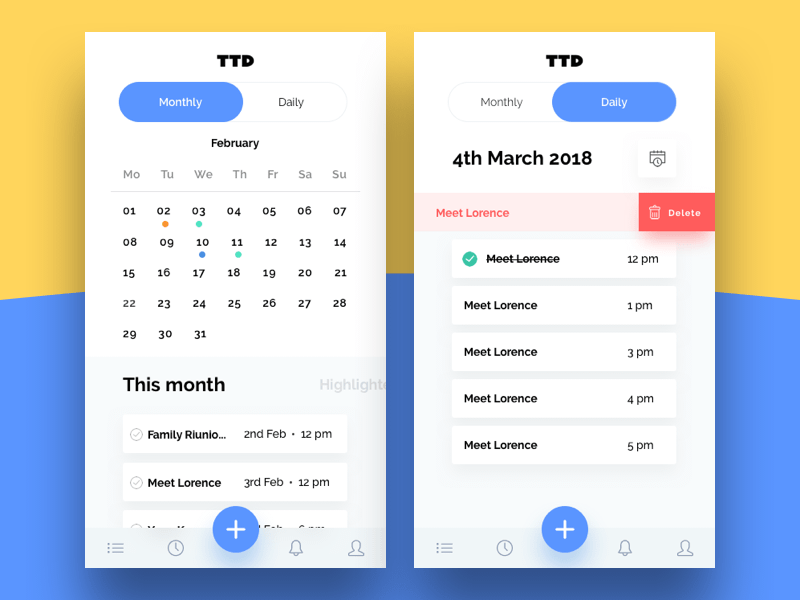 TTD
Monthly Daily
February
Mo Tu We Th Fr Sa Su
01 02 03 04 05 06 07
08 09 10 11 12 13 14
15 16 17 18 19 20 21
22 23 24 25 26 27 28
29 30 31
This month Highlighte
Family Riunio... 2nd Feb • 12 pm
Meet Lorence 3rd Feb • 12 pm
TTD
Monthly Daily
4th March 2018
Meet Lorence Delete
Meet Lorence 12 pm
Meet Lorence 1 pm
Meet Lorence 3 pm
Meet Lorence 4 pm
Meet Lorence 5 pm